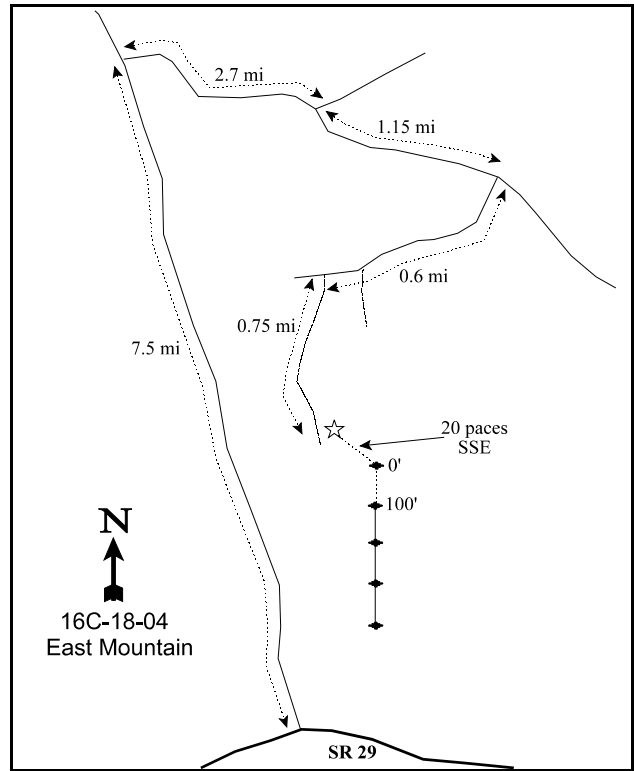 2.7 mi
1.15 mi
0.6 mi
0.75 mi
7.5 mi
20 paces
SSE
0'
100'
N
16C-18-04
East Mountain
SR 29